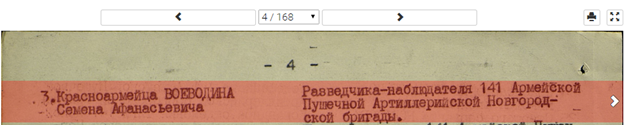 4 / 168
- 4 -
3. Красноармейца ВОЕВОДИНА
Семена Афанасьевича
Разведчика-наблюдателя 141 Армейской
Пушечной Артиллерийской Новгород-
ской бригады.